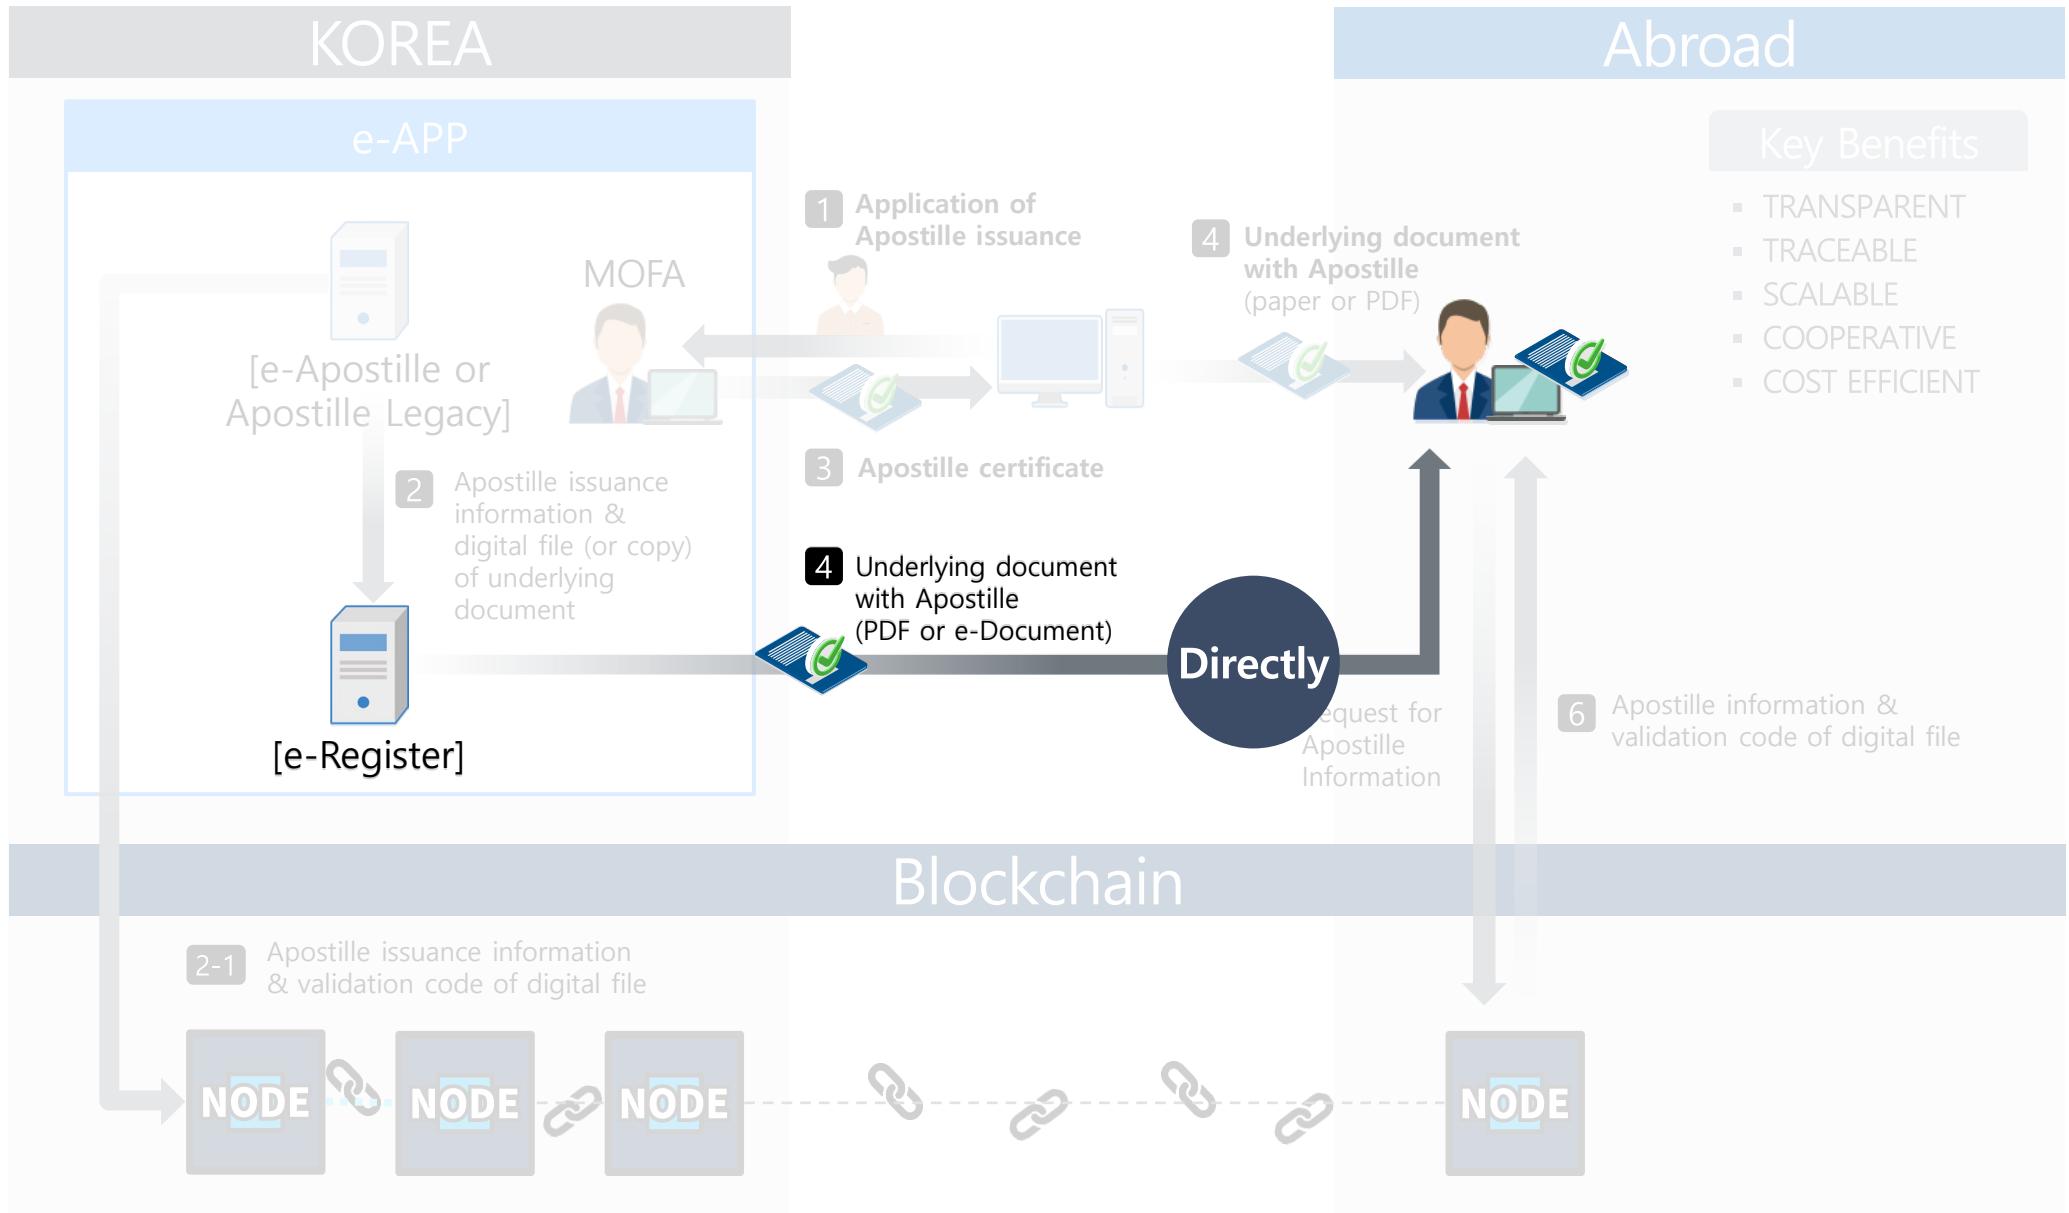 KOREA
Abroad
e-APP
Key Benefits
▪ TRANSPARENT
▪ TRACEABLE
▪ SCALABLE
▪ COOPERATIVE
▪ COST EFFICIENT
1 Application of
Apostille issuance
4 Underlying document
with Apostille
(paper or PDF)
MOFA
[e-Apostille or
Apostille Legacy]
3 Apostille certificate
2 Apostille issuance
information &
digital file (or copy)
of underlying
document
4 Underlying document
with Apostille
(PDF or e-Document)
Directly
for
Apostille
Information
6 Apostille information &
validation code of digital file
[e-Register]
Blockchain
2-1 Apostille issuance information
& validation code of digital file
NODE
NODE
NODE
NODE